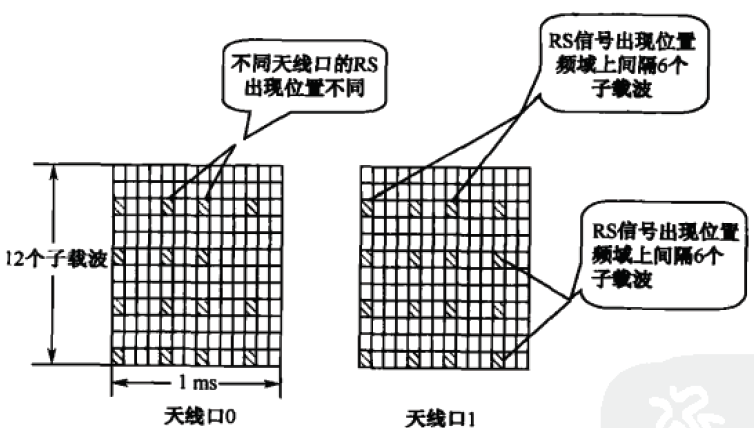 不同天线口的RS
出现位置不同
RS信号出现位置
频域上间隔6个
子载波
RS信号出现位置
频域上间隔6个
子载波
12个子载波
1 ms
天线口0
天线口1